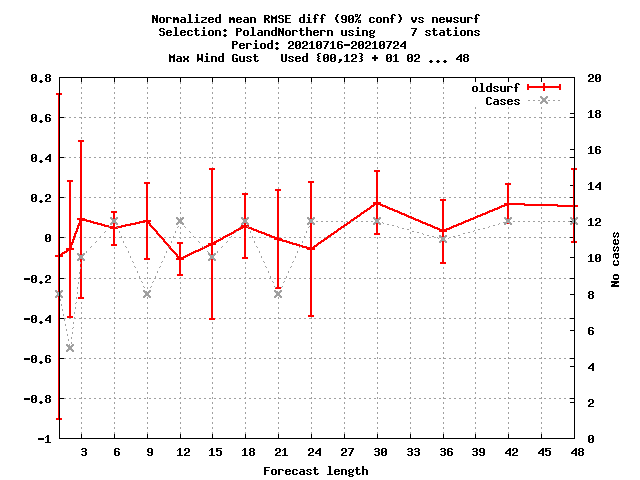 Normalized mean RMSE diff (90% conf) vs newsurf
Selection: PolandNorthern using     7 stations
Period: 20210716-20210724
Max Wind Gust   Used {00,12} + 01 02 ... 48
oldsurf
Cases
0.8
0.6
0.4
0.2
0
-0.2
-0.4
-0.6
-0.8
-1
20
18
16
14
12
10
8
6
4
2
0
No cases
3 6 9 12 15 18 21 24 27 30 33 36 39 42 45 48
Forecast length